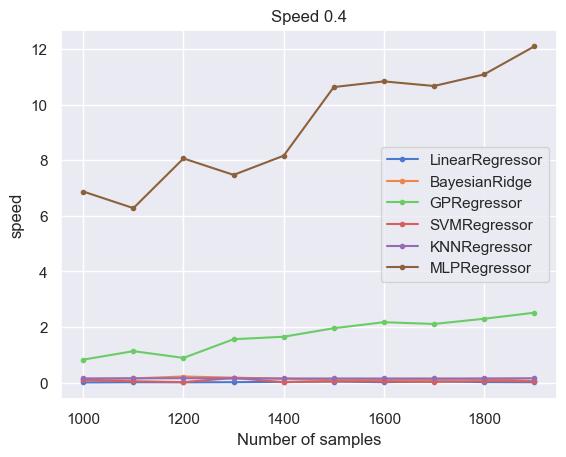 Speed 0.4
12
10
8
6
4
2
0
speed
LinearRegressor
BayesianRidge
GPRegressor
SVMRegressor
KNNRegressor
MLPRegressor
1000 1200 1400 1600 1800
Number of samples